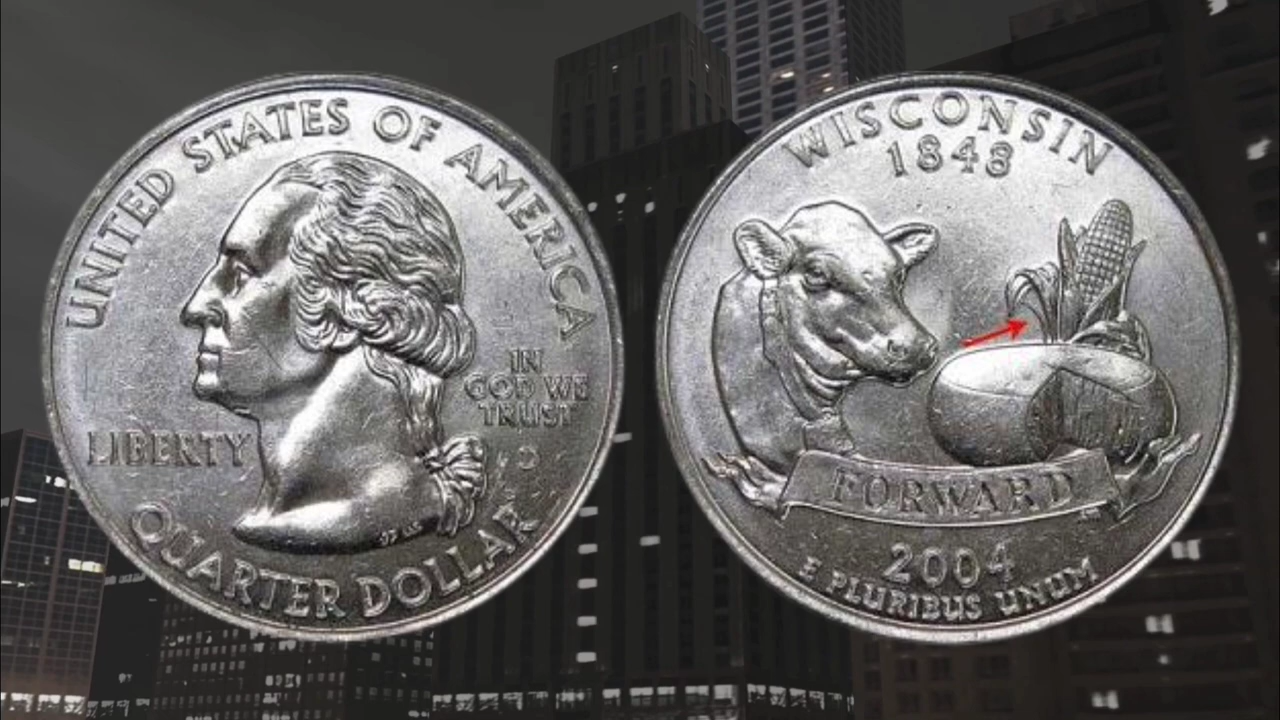 UNITED STATES OF AMERICA
LIBERTY
IN
GOD WE
TRUST
D
QUARTER DOLLAR
WISCONSIN
1848
FORWARD
2004
E PLURIBUS UNUM